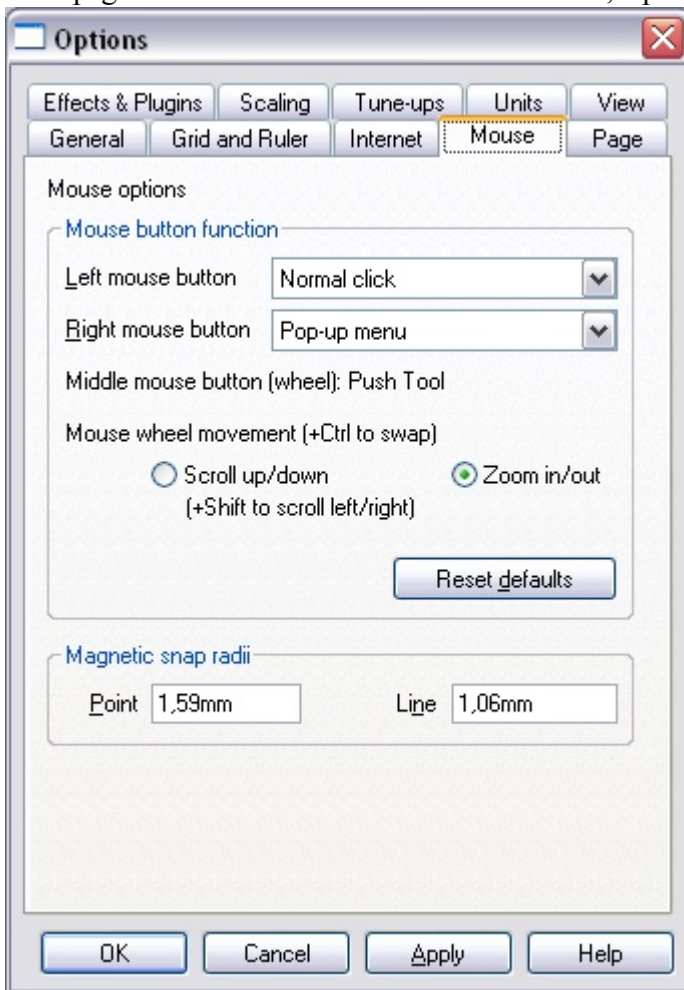 Options
Effects & Plugins Scaling Tune-ups Units View
General Grid and Ruler Internet Mouse Page
Mouse options
Mouse button function
Left mouse button Normal click
Right mouse button Pop-up menu
Middle mouse button (wheel): Push Tool
Mouse wheel movement (+Ctrl to swap)
Scroll up/down Zoom in/out
(+Shift to scroll left/right)
Reset defaults
Magnetic snap radii
Point 1,59mm Line 1,06mm
OK Cancel Apply Help